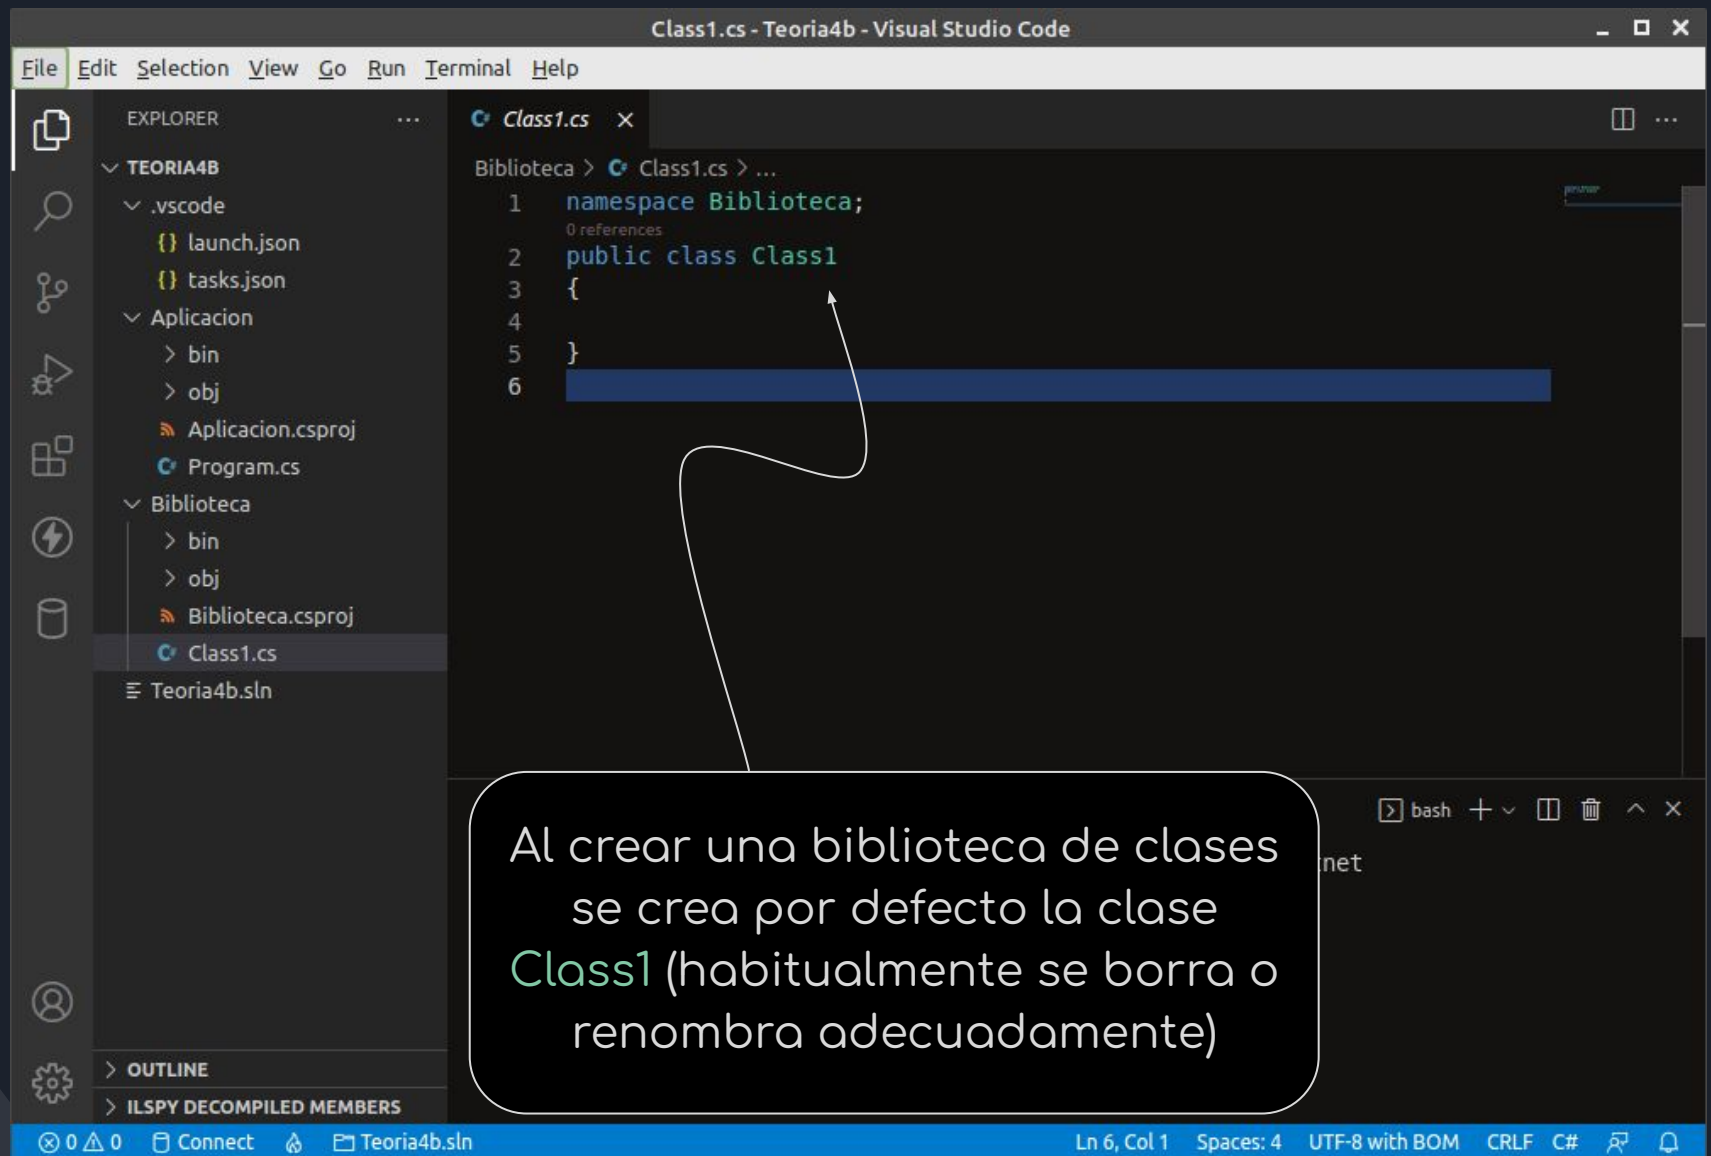 Class1.cs - Teoria4b - Visual Studio Code
File Edit Selection View Go Run Terminal Help
EXPLORER
TEORIA4B
.vscode
{} launch.json
{} tasks.json
Aplicacion
bin
obj
Aplicacion.csproj
C# Program.cs
Biblioteca
bin
obj
Biblioteca.csproj
C# Class1.cs
Teoria4b.sln
OUTLINE
ILSPY DECOMPILED MEMBERS
C# Class1.cs
Biblioteca > C# Class1.cs > ...
1 namespace Biblioteca;
0 references
2 public class Class1
3 {
4
5 }
6
bash
Al crear una biblioteca de clases
se crea por defecto la clase
Class1 (habitualmente se borra o
renombra adecuadamente)
0 0 Connect Teoria4b.sln Ln 6, Col 1 Spaces: 4 UTF-8 with BOM CRLF C#